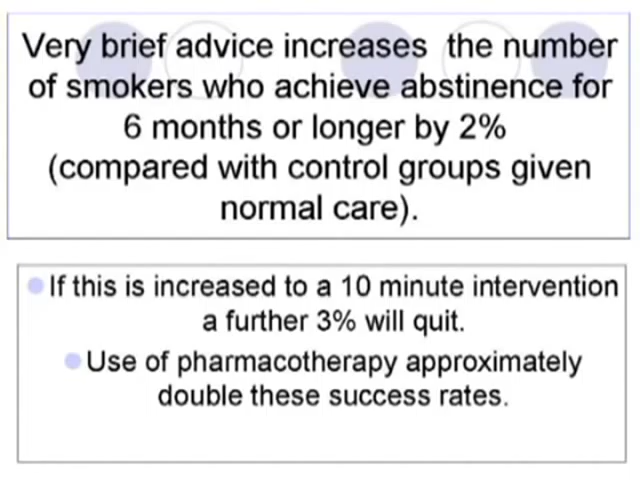 Very brief advice increases the number
of smokers who achieve abstinence for
6 months or longer by 2%
(compared with control groups given
normal care).
If this is increased to a 10 minute intervention
a further 3% will quit.
Use of pharmacotherapy approximately
double these success rates.